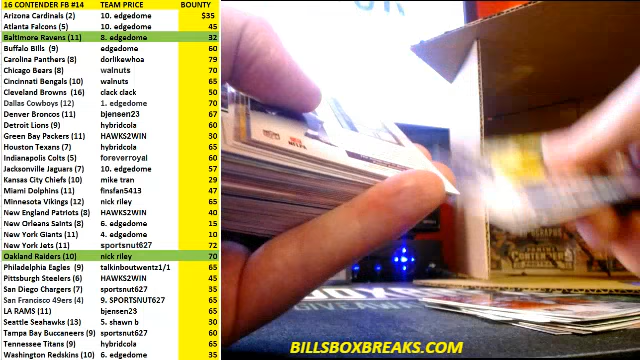 16 CONTENDER FB #14 TEAM PRICE BOUNTY
Arizona Cardinals (2) 10. edgedome $35
Atlanta Falcons (5) 10. edgedome 45
Baltimore Ravens (11) 8. edgedome 32
Buffalo Bills (9) edgedome 60
Carolina Panthers (8) dorlikewhoa 79
Chicago Bears (8) walnuts 70
Cincinnati Bengals (10) walnuts 65
Cleveland Browns (16) clack clack 50
Dallas Cowboys (12) 1. edgedome 70
Denver Broncos (11) bjensen23 67
Detroit Lions (9) hybridcola 60
Green Bay Packers (11) HAWKS2WIN 30
Houston Texas (7) hybridcola 65
Indianapolis Colts (5) foreverroyal 60
Jacksonville Jaguars (7) 10. edgedome 57
Kansas City Chiefs (10) mike tran 29
Miami Dolphins (11) finsfan5413 47
Minnesota Vikings (12) nick riley 65
New England Patriots (8) HAWKS2WIN 40
New Orleans Saints (8) 6. edgedome 15
New York Giants (11) 4. edgedome 10
New York Jets (11) sportsnut627 72
Oakland Raiders (10) nick riley 70
Philadelphia Eagles (9) talkinboutwentz1/1 65
Pittsburgh Steelers (6) HAWKS2WIN 45
San Diego Chargers (7) sportsnut627 35
San Francisco 49ers (4) 9. SPORTSNUT627 65
LA RAMS (11) bjensen23 65
Seattle Seahawks (13) 5. shawn b 30
Tampa Bay Buccaneers (9) sportsnut627 60
Tennessee Titans (9) hybridcola 65
Washington Redskins (10) 6. edgedome 35
BILLSBOXBREAKS.COM